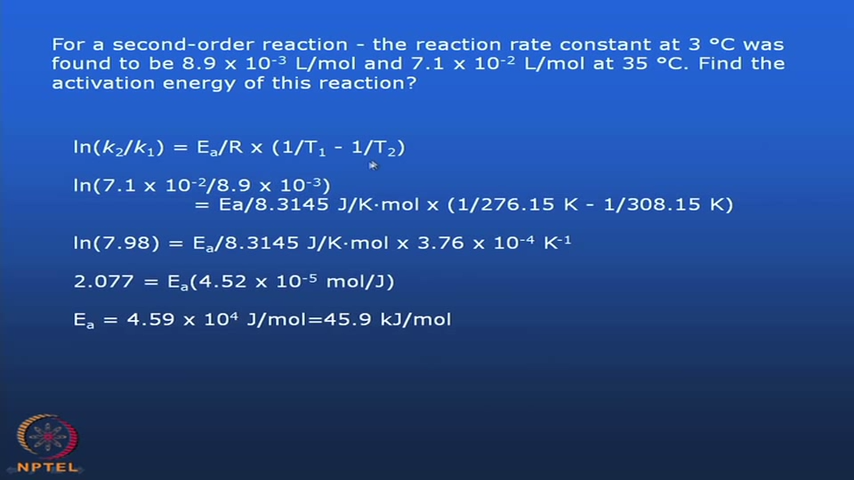 For a second-order reaction - the reaction rate constant at 3 °C was
found to be 8.9 x 10⁻³ L/mol and 7.1 x 10⁻² L/mol at 35 °C. Find the
activation energy of this reaction?
ln(k₂/k₁) = Eₐ/R x (1/T₁ - 1/T₂)
ln(7.1 x 10⁻²/8.9 x 10⁻³)
= Ea/8.3145 J/K·mol x (1/276.15 K - 1/308.15 K)
ln(7.98) = Eₐ/8.3145 J/K·mol x 3.76 x 10⁻⁴ K⁻¹
2.077 = Eₐ(4.52 x 10⁻⁵ mol/J)
Eₐ = 4.59 x 10⁴ J/mol=45.9 kJ/mol
NPTEL